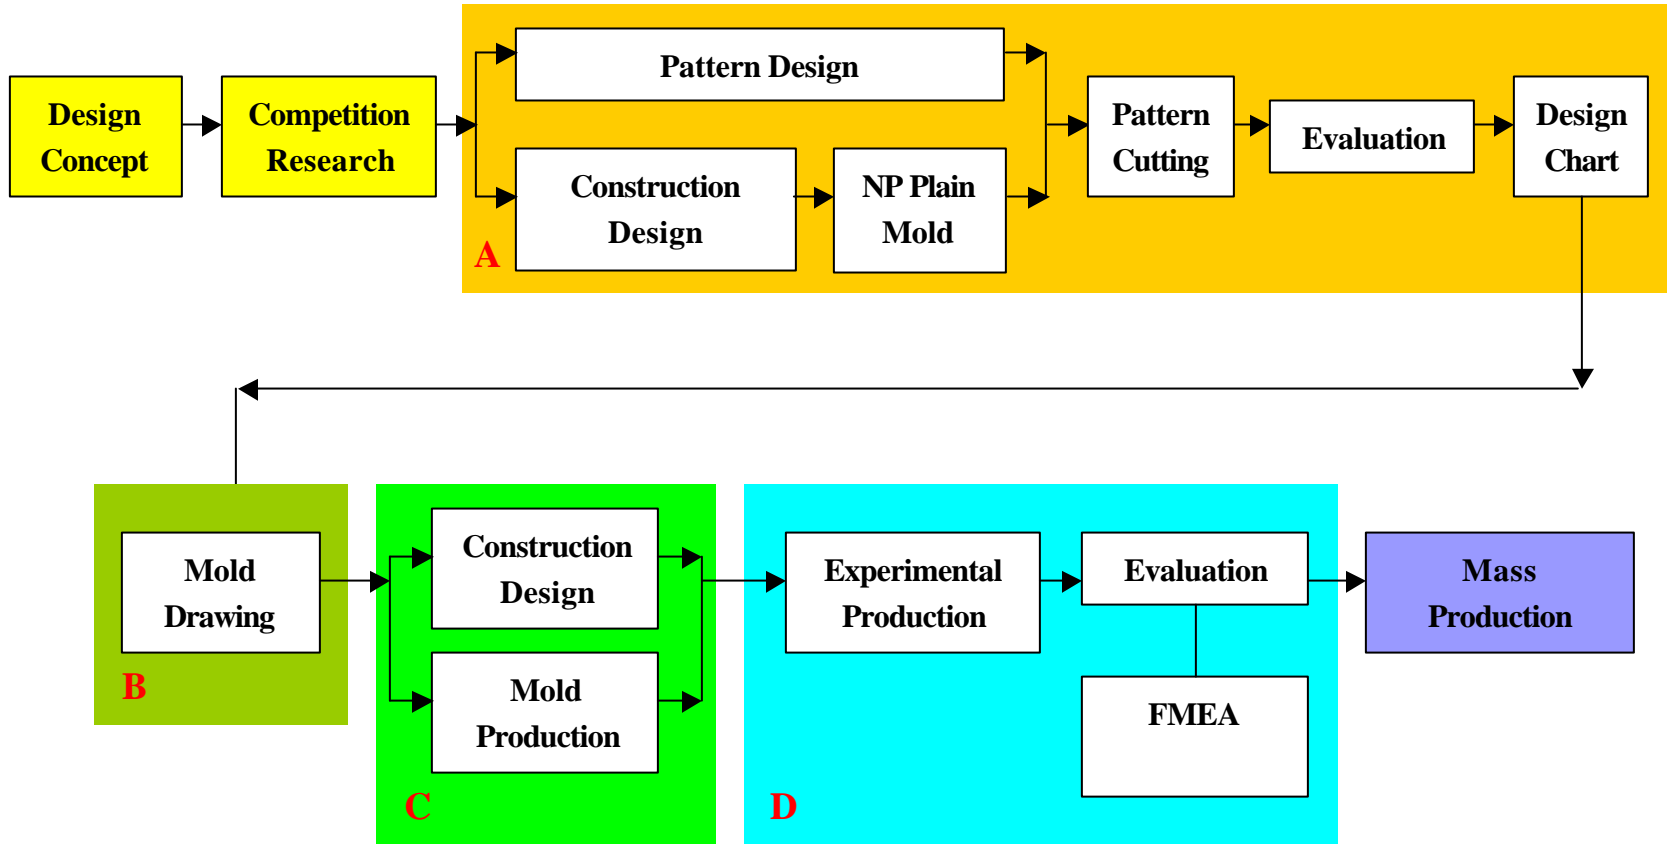 Design
Concept
Competition
Research
Pattern Design
Construction
Design
NP Plain
Mold
Pattern
Cutting
Evaluation
Design
Chart
A
Mold
Drawing
B
Construction
Design
Mold
Production
C
Experimental
Production
Evaluation
FMEA
D
Mass
Production